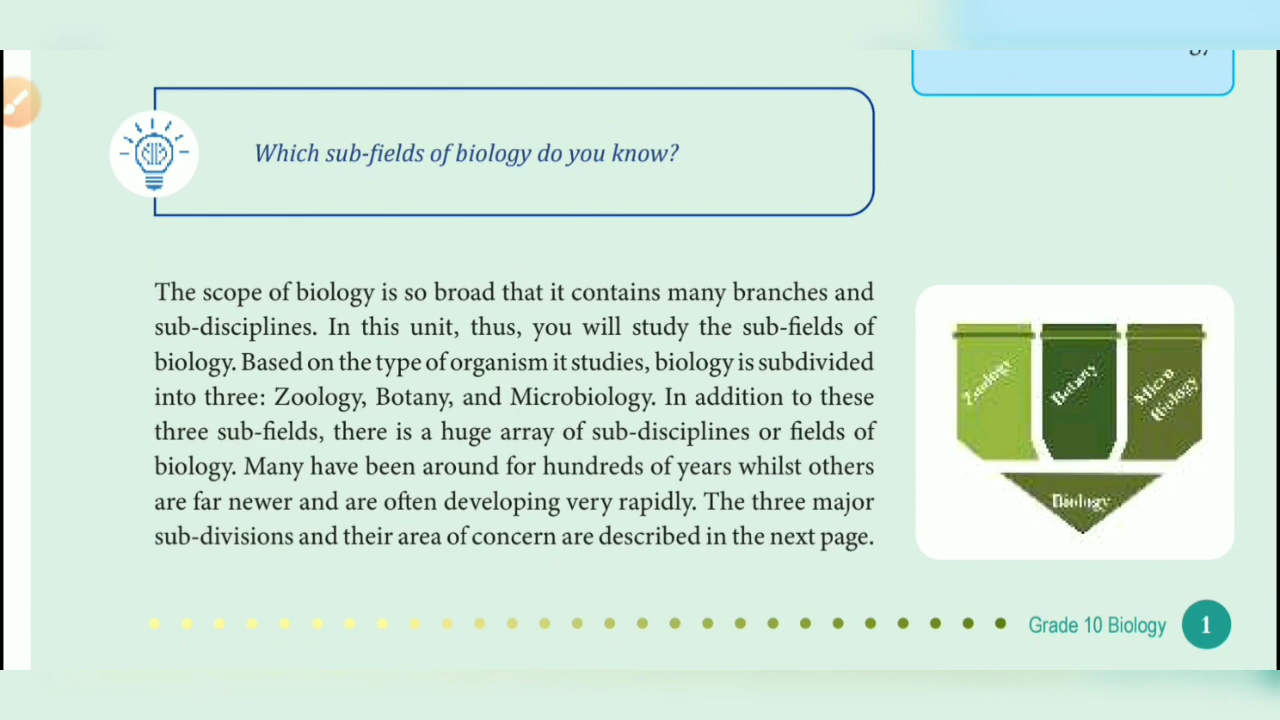 Which sub-fields of biology do you know?
The scope of biology is so broad that it contains many branches and
sub-disciplines. In this unit, thus, you will study the sub-fields of
biology. Based on the type of organism it studies, biology is subdivided
into three: Zoology, Botany, and Microbiology. In addition to these
three sub-fields, there is a huge array of sub-disciplines or fields of
biology. Many have been around for hundreds of years whilst others
are far newer and are often developing very rapidly. The three major
sub-divisions and their area of concern are described in the next page.
Zoology
Botany
Micro
Biology
Biology
Grade 10 Biology 1